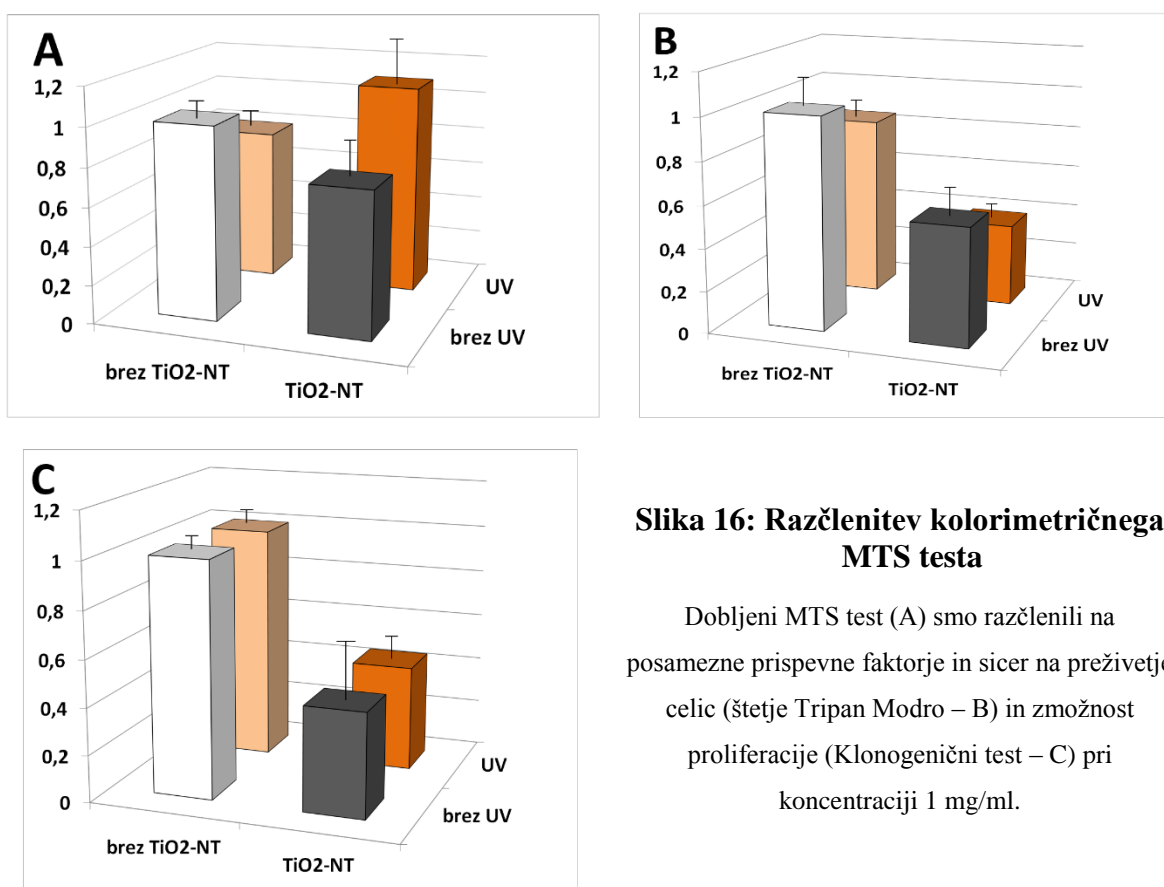 A
1,2
1
0,8
0,6
0,4
0,2
0
brez TiO2-NT
TiO2-NT
UV
brez UV
B
1,2
1
0,8
0,6
0,4
0,2
0
brez TiO2-NT
TiO2-NT
UV
brez UV
C
1,2
1
0,8
0,6
0,4
0,2
0
brez TiO2-NT
TiO2-NT
UV
brez UV
Slika 16: Razčlenitev kolorimetričnega
MTS testa
Dobljeni MTS test (A) smo razčlenili na
posamezne prispevne faktorje in sicer na preživetje
celic (štetje Tripan Modro – B) in zmožnost
proliferacije (Klonogenični test – C) pri
koncentraciji 1 mg/ml.